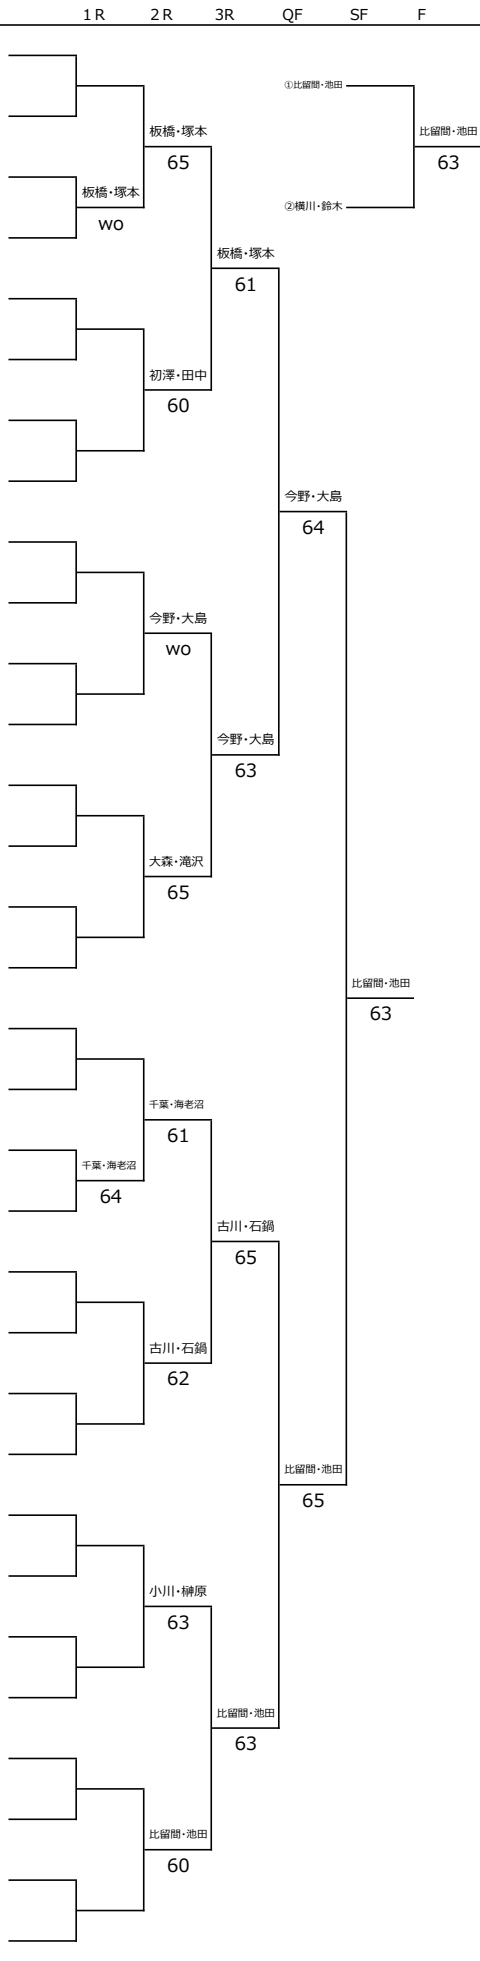 1R 2R 3R QF SF F
①比留間・池田
板橋・塚本
比留間・池田
65
63
板橋・塚本
wo
②横川・鈴木
板橋・塚本
61
初澤・田中
60
今野・大島
64
今野・大島
wo
今野・大島
63
大森・滝沢
65
比留間・池田
63
千葉・海老沼
61
千葉・海老沼
64
古川・石鍋
65
古川・石鍋
62
比留間・池田
65
小川・榊原
63
比留間・池田
63
比留間・池田
60